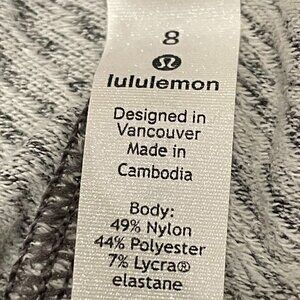 8
lululemon
Designed in
Vancouver
Made in
Cambodia
Body:
49% Nylon
44% Polyester
7% Lycra®
elastane